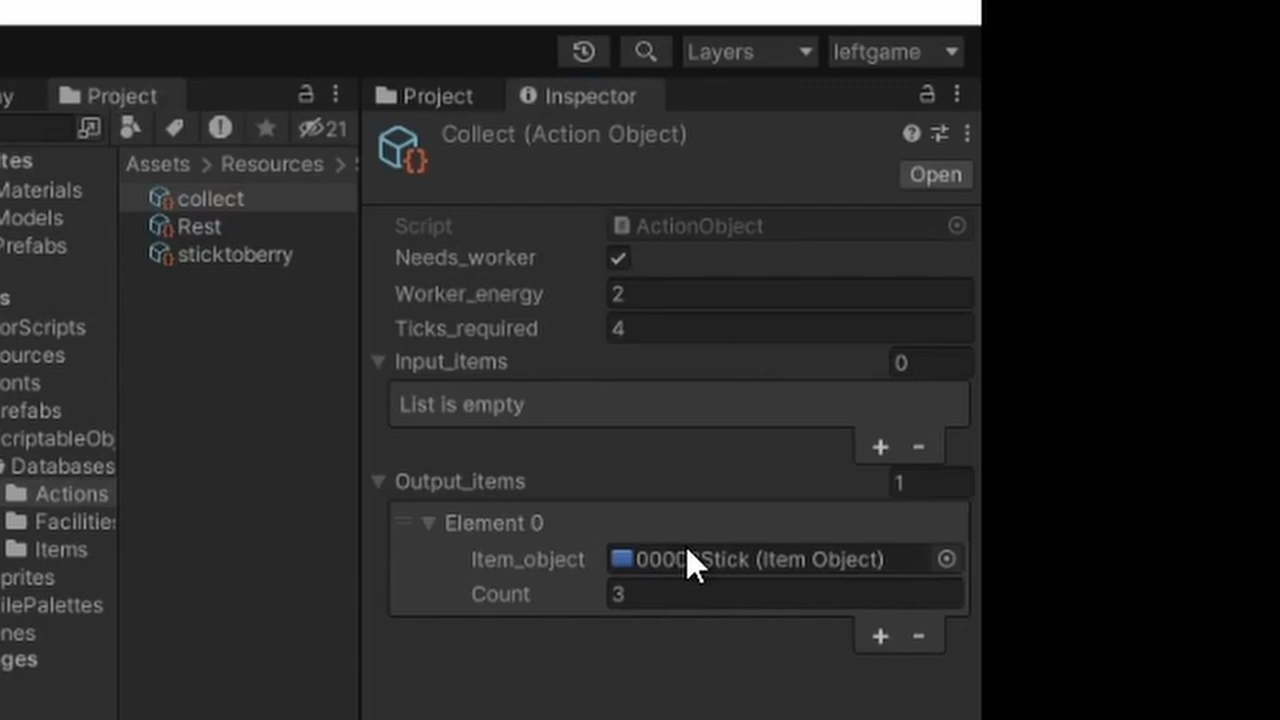 Layers
leftgame
Project
21
Assets > Resources >
collect
Rest
sticktoberry
Materials
Models
Prefabs
Databases
Actions
Items
Project
Inspector
Collect (Action Object)
Open
Script
ActionObject
Needs_worker
Worker_energy
2
Ticks_required
4
Input_items
0
List is empty
+ -
Output_items
1
Element 0
Item_object
Stick (Item Object)
Count
3
+ -